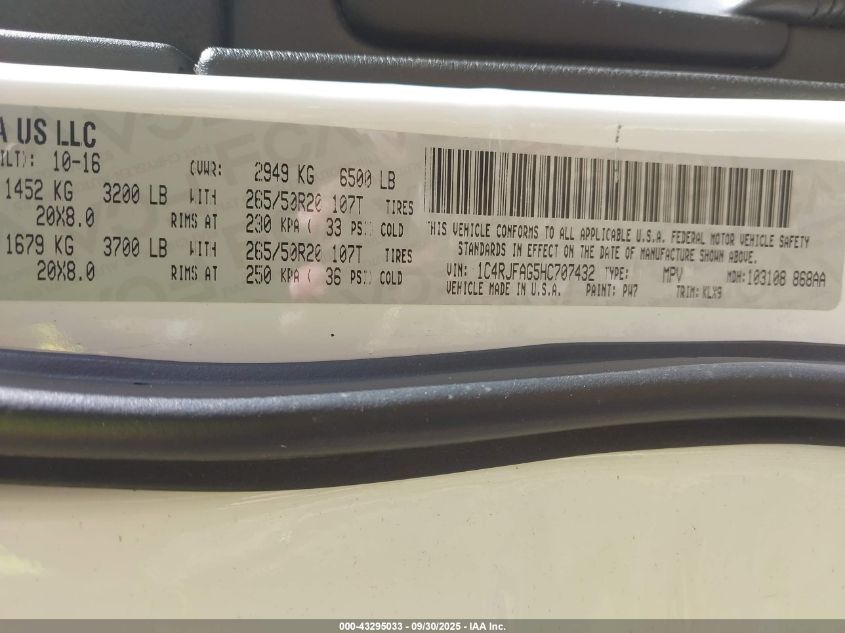 A US LLC
ILT): 10-16 GVWR: 2949 KG 6500 LB
1452 KG 3200 LB WITH 265/50R20 107T TIRES
20X8.0 RIMS AT 230 KPA ( 33 PSI) COLD
1679 KG 3700 LB WITH 265/50R20 107T TIRES
20X8.0 RIMS AT 250 KPA ( 36 PSI) COLD
THIS VEHICLE CONFORMS TO ALL APPLICABLE U.S.A. FEDERAL MOTOR VEHICLE SAFETY
STANDARDS IN EFFECT ON THE DATE OF MANUFACTURE SHOWN ABOVE.
VIN: 1C4RJFAG5HC707432 TYPE: MPV MDH: 103108 868AA
VEHICLE MADE IN U.S.A. PAINT: PW7 TRIM: KLX9
000-43295033 - 09/30/2025 - IAA Inc.